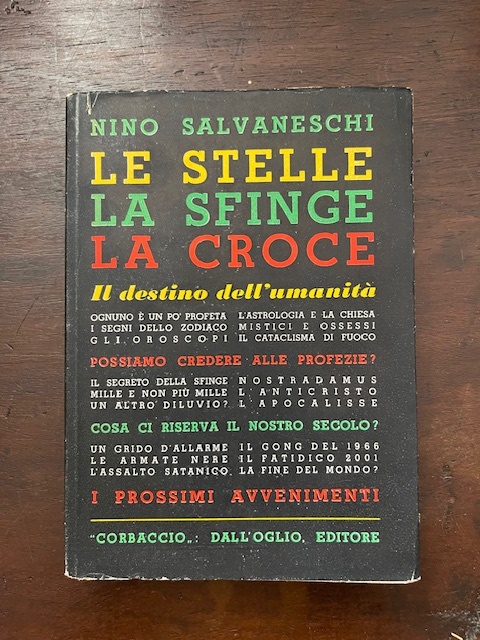 NINO SALVANESCHI
LE STELLE
LA SFINGE
LA CROCE
Il destino dell'umanità
OGNUNO È UN PO' PROFETA L'ASTROLOGIA E LA CHIESA
I SEGNI DELLO ZODIACO MISTICI E OSSESSI
GLI OROSCOPI IL CATACLISMA DI FUOCO
POSSIAMO CREDERE ALLE PROFEZIE?
IL SEGRETO DELLA SFINGE NOSTRADAMUS
MILLE E NON PIÙ MILLE L'ANTICRISTO
UN ALTRO DILUVIO? L'APOCALISSE
COSA CI RISERVA IL NOSTRO SECOLO?
UN GRIDO D'ALLARME IL GONG DEL 1966
LE ARMATE NERE IL FATIDICO 2001
L'ASSALTO SATANICO LA FINE DEL MONDO?
I PROSSIMI AVVENIMENTI
"CORBACCIO„: DALL'OGLIO, EDITORE